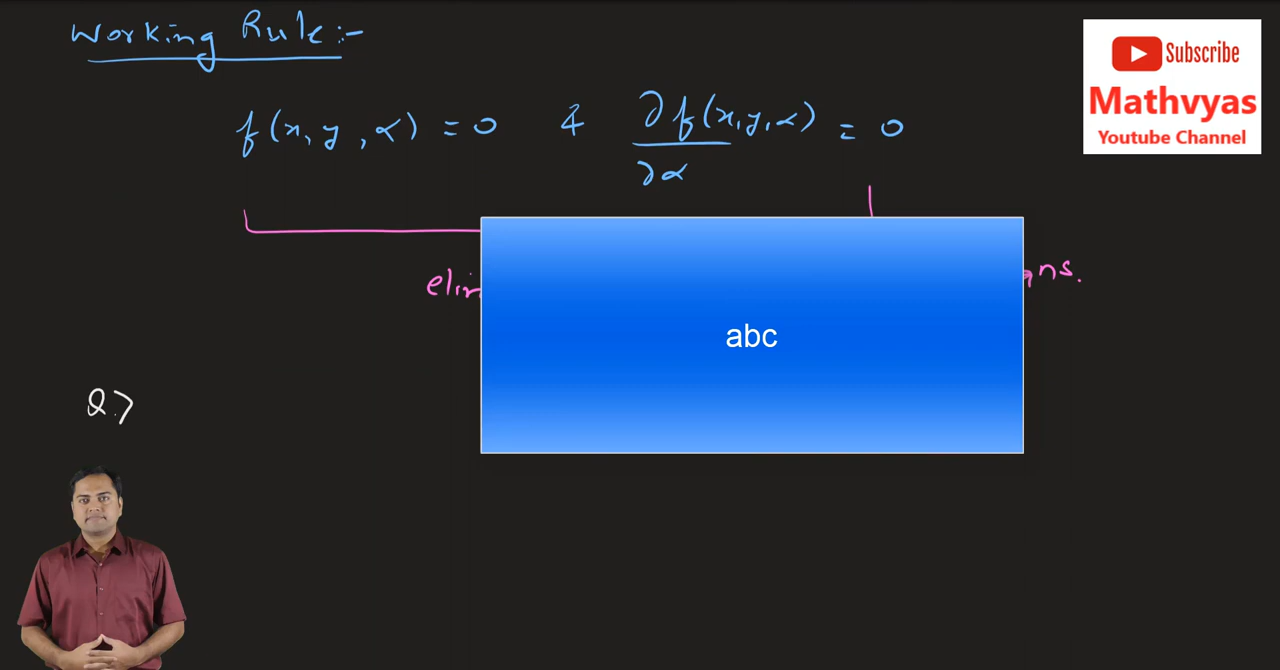 Working Rule:-
Subscribe
Mathvyas
Youtube Channel
f(x, y, α) = 0 & ∂f(x,y,α)/∂α = 0
abc
Q.>